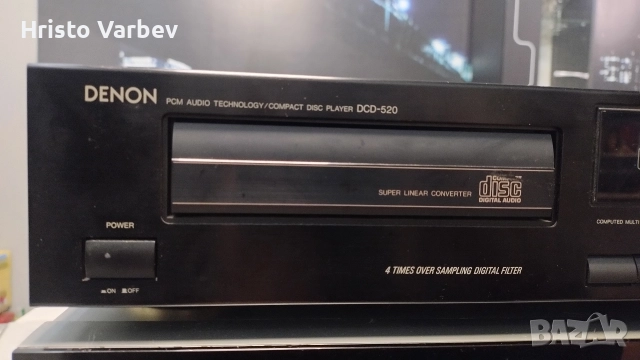 Hristo Varbev
DENON PCM AUDIO TECHNOLOGY/COMPACT DISC PLAYER DCD-520
SUPER LINEAR CONVERTER
COMPACT
disc
DIGITAL AUDIO
POWER
COMPUTED MULTI
ON OFF
4 TIMES OVER SAMPLING DIGITAL FILTER
BAZAR